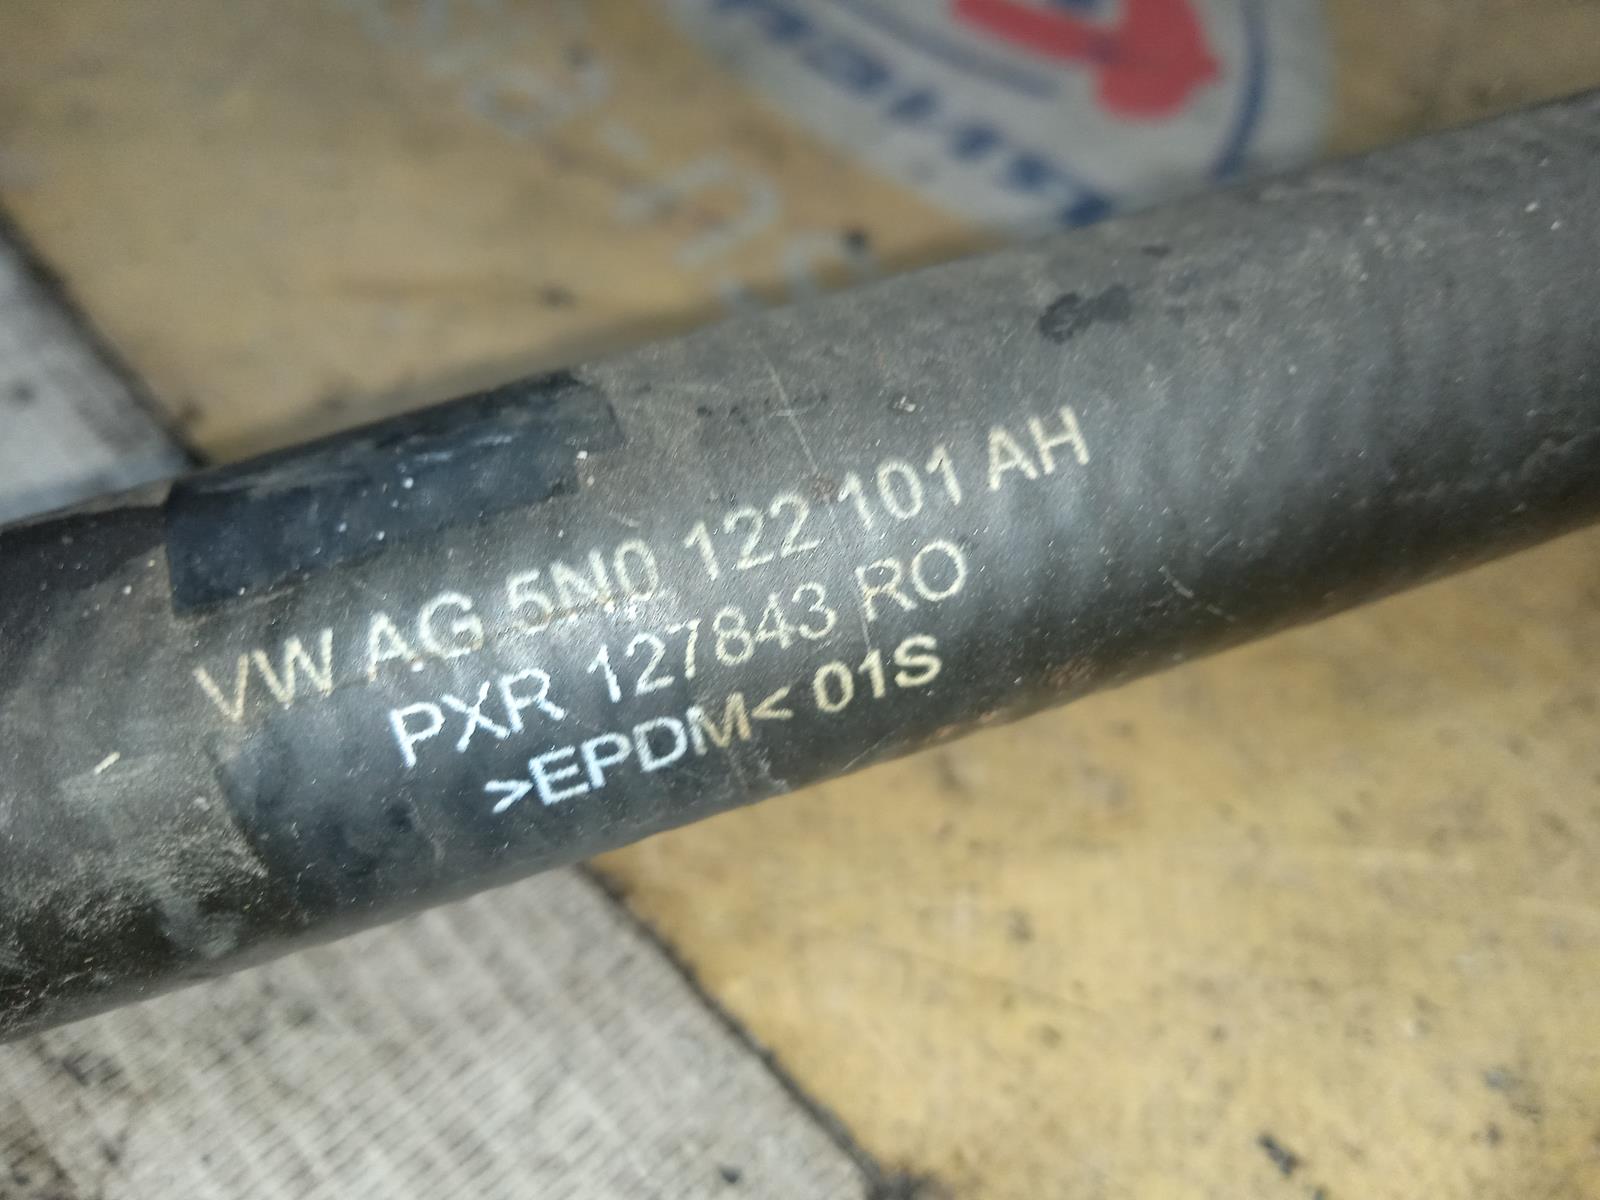 VW AG 5N0 122 101 AH
PXR 127843 RO
>EPDM< 01S